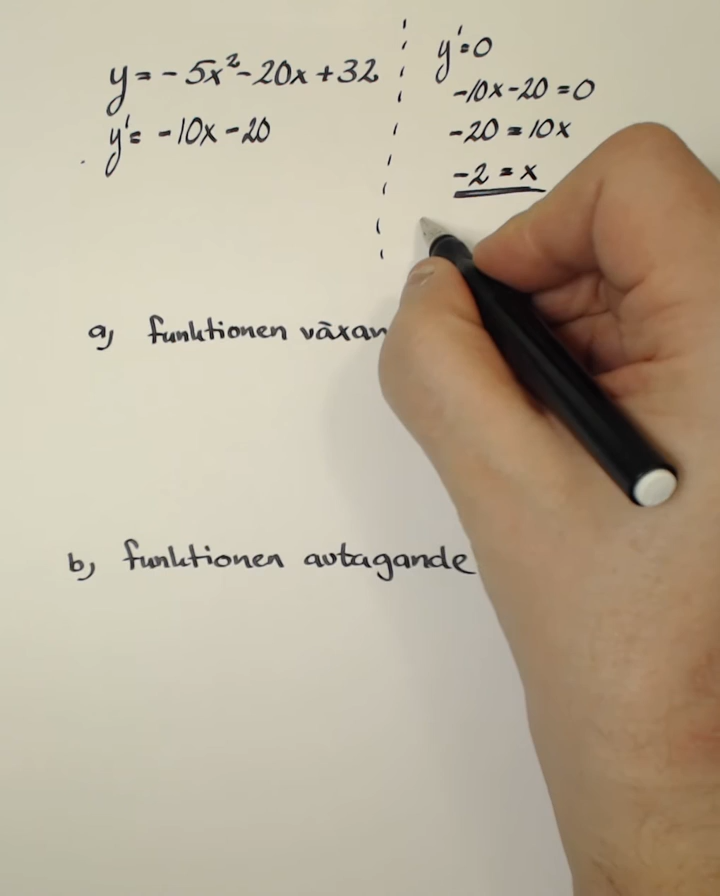 y = -5x²-20x+32
y' = -10x-20
y'=0
-10x-20=0
-20=10x
-2=x
a) funktionen växan
b) funktionen avtagande